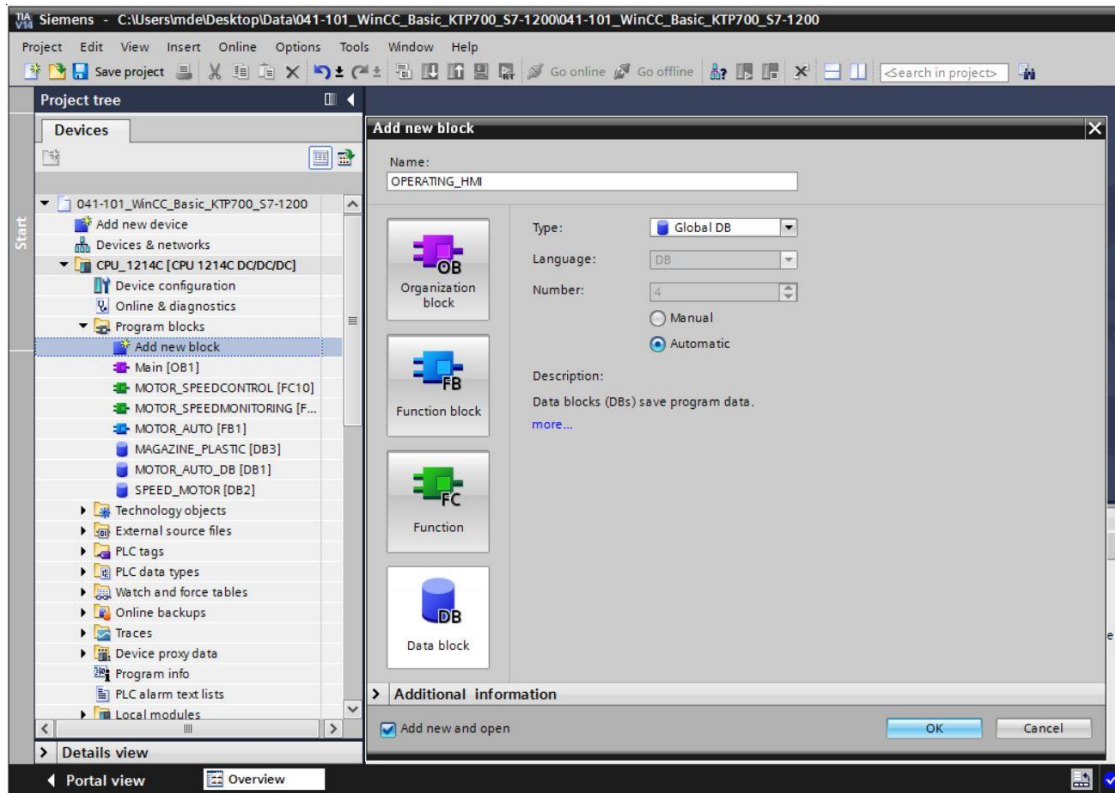 TIA V14 Siemens - C:\Users\mde\Desktop\Data\041-101_WinCC_Basic_KTP700_S7-1200\041-101_WinCC_Basic_KTP700_S7-1200
Project Edit View Insert Online Options Tools Window Help
Save project Go online Go offline <Search in project>
Start
Project tree
Devices
041-101_WinCC_Basic_KTP700_S7-1200
Add new device
Devices & networks
CPU_1214C [CPU 1214C DC/DC/DC]
Device configuration
Online & diagnostics
Program blocks
Add new block
Main [OB1]
MOTOR_SPEEDCONTROL [FC10]
MOTOR_SPEEDMONITORING [F...
MOTOR_AUTO [FB1]
MAGAZINE_PLASTIC [DB3]
MOTOR_AUTO_DB [DB1]
SPEED_MOTOR [DB2]
Technology objects
External source files
PLC tags
PLC data types
Watch and force tables
Online backups
Traces
Device proxy data
Program info
PLC alarm text lists
Local modules
Details view
Add new block
Name:
OPERATING_HMI
OB
Organization
block
FB
Function block
FC
Function
DB
Data block
Type: Global DB
Language: DB
Number: 4
Manual
Automatic
Description:
Data blocks (DBs) save program data.
more...
Additional information
Add new and open OK Cancel
Portal view Overview